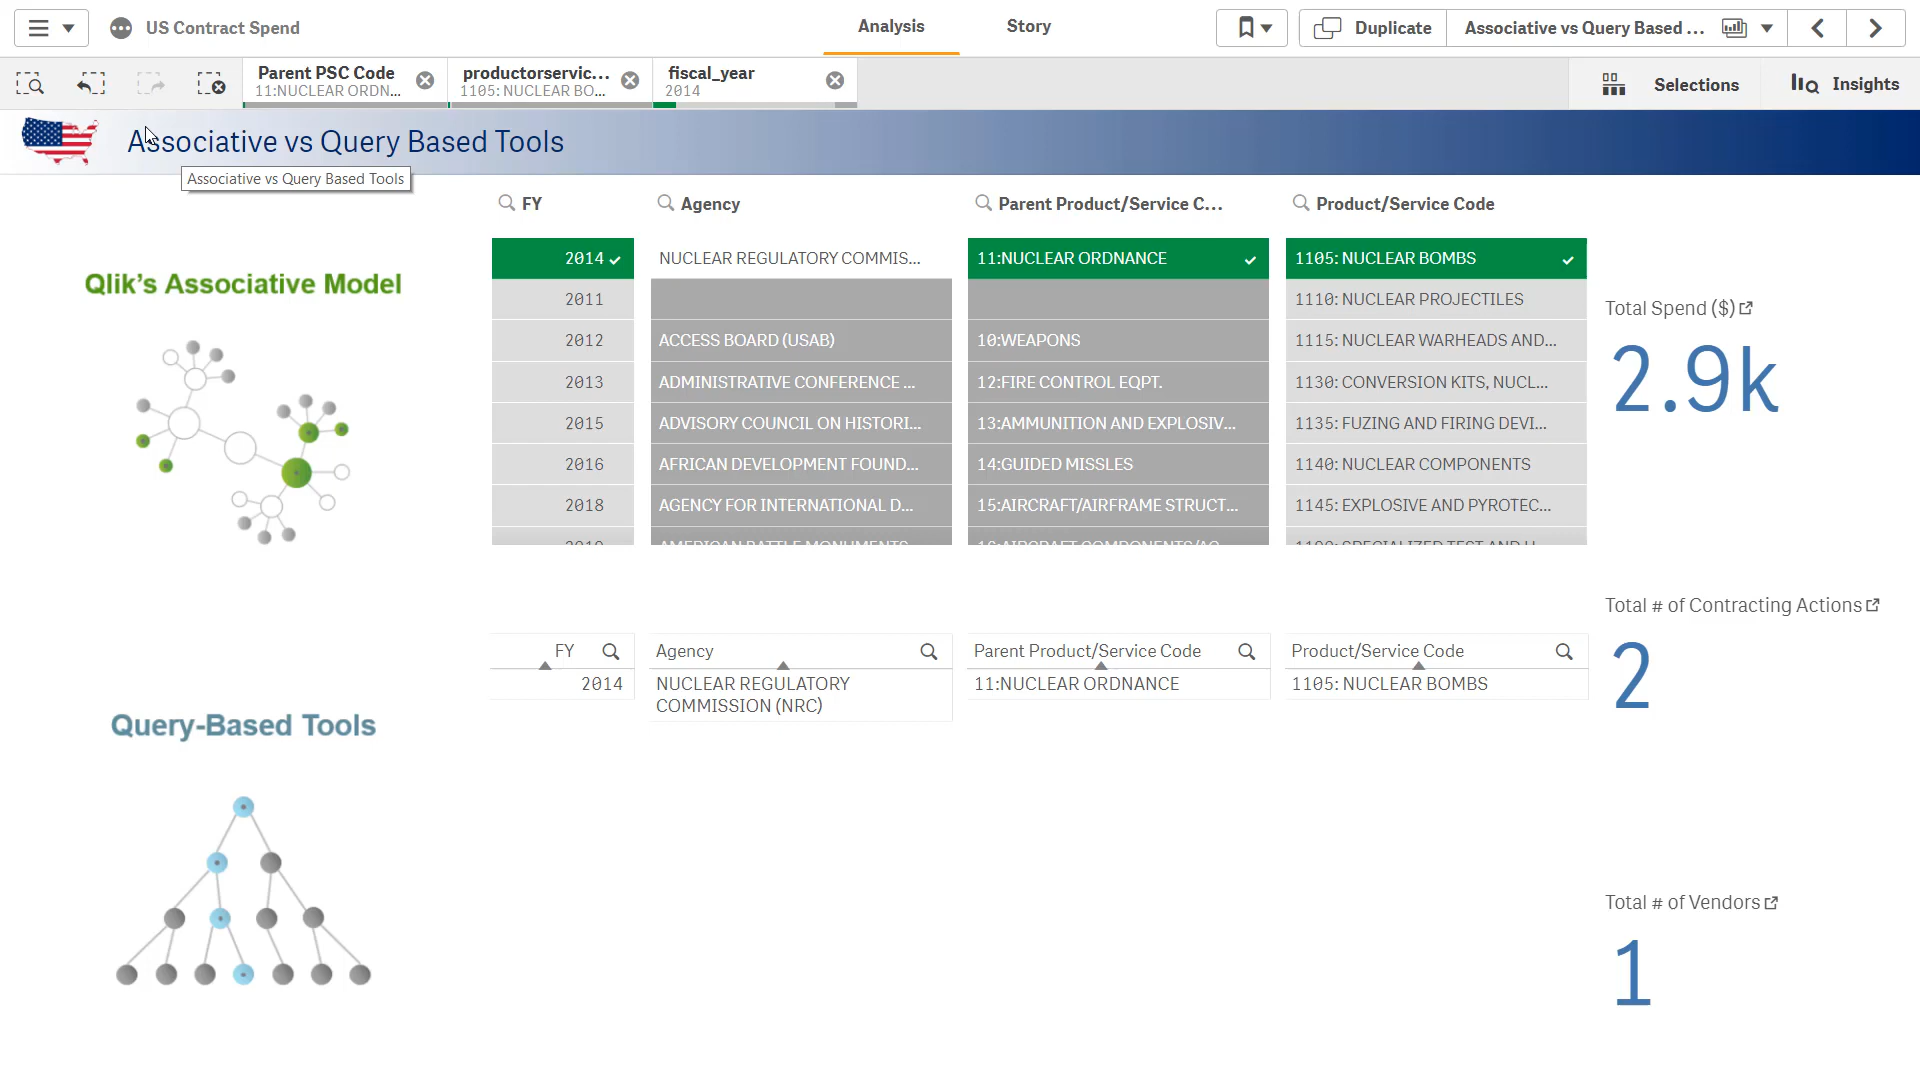 US Contract Spend
Analysis
Story
Duplicate
Associative vs Query Based ...
Parent PSC Code
11:NUCLEAR ORDN...
productorservic...
1105: NUCLEAR BO...
fiscal_year
2014
Selections
Insights
Associative vs Query Based Tools
Associative vs Query Based Tools
Qlik's Associative Model
FY
2014
2011
2012
2013
2015
2016
2018
Agency
NUCLEAR REGULATORY COMMIS...
ACCESS BOARD (USAB)
ADMINISTRATIVE CONFERENCE ...
ADVISORY COUNCIL ON HISTORI...
AFRICAN DEVELOPMENT FOUND...
AGENCY FOR INTERNATIONAL D...
Parent Product/Service C...
11:NUCLEAR ORDNANCE
10:WEAPONS
12:FIRE CONTROL EQPT.
13:AMMUNITION AND EXPLOSIV...
14:GUIDED MISSLES
15:AIRCRAFT/AIRFRAME STRUCT...
Product/Service Code
1105: NUCLEAR BOMBS
1110: NUCLEAR PROJECTILES
1115: NUCLEAR WARHEADS AND...
1130: CONVERSION KITS, NUCL...
1135: FUZING AND FIRING DEVI...
1140: NUCLEAR COMPONENTS
1145: EXPLOSIVE AND PYROTEC...
Total Spend ($)
2.9k
Query-Based Tools
FY
2014
Agency
NUCLEAR REGULATORY
COMMISSION (NRC)
Parent Product/Service Code
11:NUCLEAR ORDNANCE
Product/Service Code
1105: NUCLEAR BOMBS
Total # of Contracting Actions
2
Total # of Vendors
1